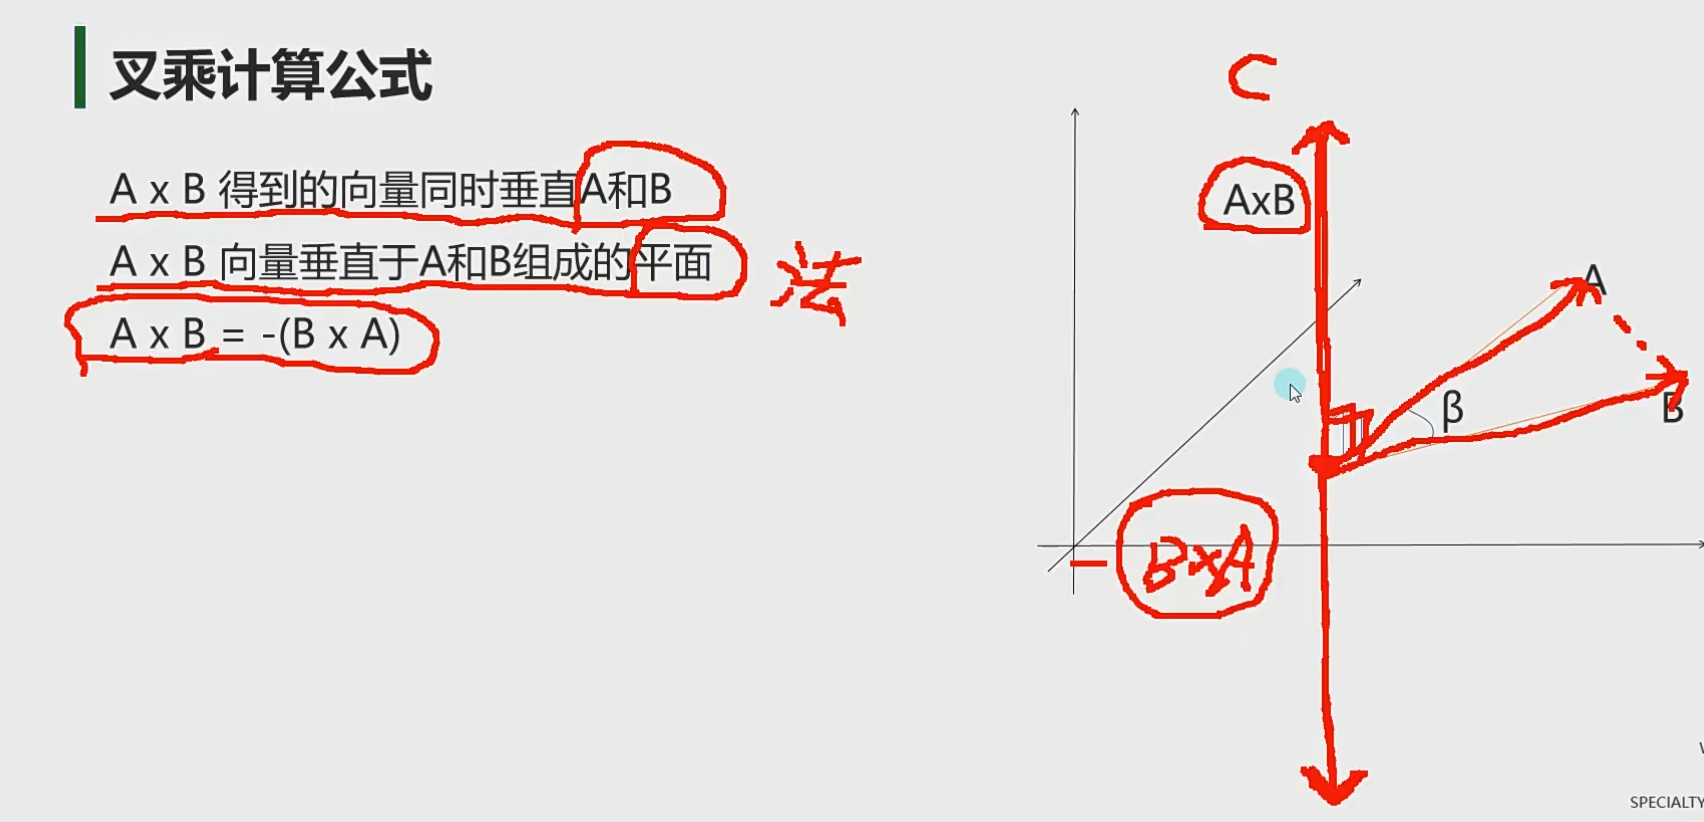 叉乘计算公式
A x B 得到的向量同时垂直A和B
A x B 向量垂直于A和B组成的平面
法
A x B = -(B x A)
C
AxB
A
β
B
- BxA
SPECIALTY